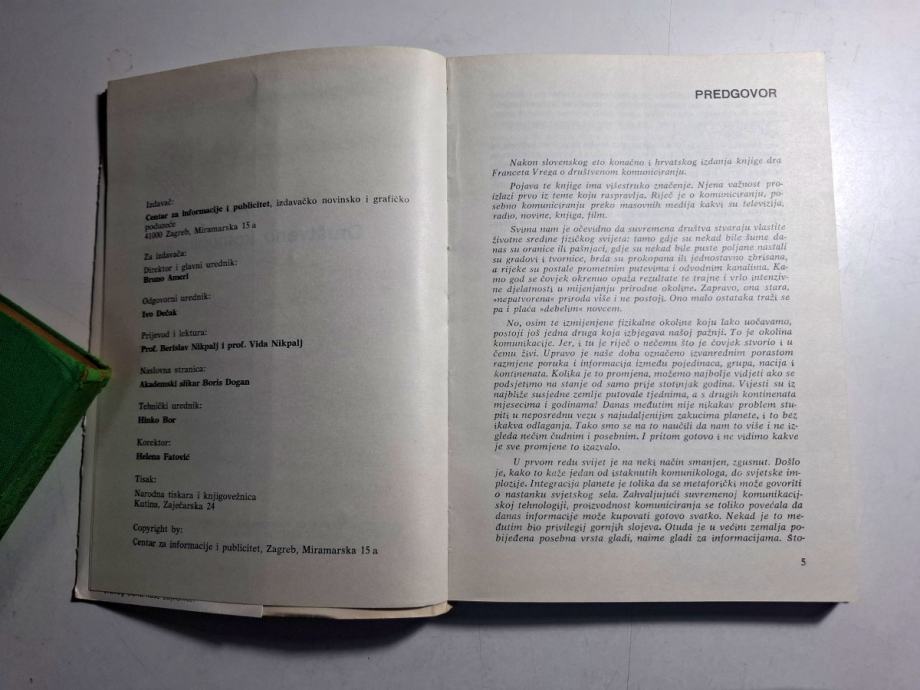 Izdavač:
Centar za informacije i publicitet, izdavačko novinsko i grafičko
poduzeće
41000 Zagreb, Miramarska 15 a
Za izdavača:
Direktor i glavni urednik:
Bruno Amerl
Odgovorni urednik:
Ivo Dečak
Prijevod i lektura:
Prof. Berislav Nikpalj i prof. Vida Nikpalj
Naslovna stranica:
Akademski slikar Boris Dogan
Tehnički urednik:
Hinko Bor
Korektor:
Helena Fatović
Tisak:
Narodna tiskara i knjigovežnica
Kutina, Zaječarska 24
Copyright by:
Centar za informacije i publicitet, Zagreb, Miramarska 15 a
PREDGOVOR
Nakon slovenskog eto konačno i hrvatskog izdanja knjige dra
Franceta Vrega o društvenom komuniciranju.
Pojava te knjige ima višestruko značenje. Njena važnost pro-
izlazi prvo iz teme koju raspravlja. Riječ je o komuniciranju, po-
sebno komuniciranju preko masovnih medija kakvi su televizija,
radio, novine, knjiga, film.
Svima nam je očevidno da suvremena društva stvaraju vlastite
životne sredine fizičkog svijeta: tamo gdje su nekad bile šume da-
nas su oranice ili pašnjaci, gdje su nekad bile puste poljane nastali
su gradovi i tvornice, brda su prokopana ili jednostavno zbrisana,
a rijeke su postale prometnim putevima i odvodnim kanalima. Ka-
mo god se čovjek okrenuo opaža rezultate te trajne i vrlo intenziv-
ne djelatnosti u mijenjanju prirodne okoline. Zapravo, ona stara,
»nepatvorena« priroda više i ne postoji. Ono malo ostataka traži se
pa i plaća »debelim« novcem.
No, osim te izmijenjene fizikalne okoline koju lako uočavamo,
postoji još jedna druga koja izbjegava našoj pažnji. To je okolina
komunikacije. Jer, i tu je riječ o nečemu što je čovjek stvorio i u
čemu živi. Upravo je naše doba označeno izvanrednim porastom
razmjene poruka i informacija između pojedinaca, grupa, nacija i
kontinenata. Kolika je to promjena, možemo najbolje vidjeti ako se
podsjetimo na stanje od samo prije stotinjak godina. Vijesti su iz
najbliže susjedne zemlje putovale tjednima, a s drugih kontinenata
mjesecima i godinama! Danas međutim nije nikakav problem stu-
piti u neposrednu vezu s najudaljenijim zakucima planete, i to bez
ikakva odlaganja. Tako smo se na to naučili da nam to više i ne iz-
gleda nečim čudnim i posebnim. I pritom gotovo i ne vidimo kakve
je sve promjene to izazvalo.
U prvom redu svijet je na neki način smanjen, zgusnut. Došlo
je, kako to kaže jedan od istaknutih komunikologa, do svjetske im-
plozije. Integracija planete je tolika da se metaforički može govoriti
o nastanku svjetskog sela. Zahvaljujući suvremenoj komunikacij-
skoj tehnologiji, proizvodnost komuniciranja se toliko povećala da
danas informacije može kupovati gotovo svatko. Nekad je to me-
đutim bio privilegij gornjih slojeva. Otuda je u većini zemalja po-
bijeđena posebna vrsta gladi, naime gladi za informacijama. Što-
5